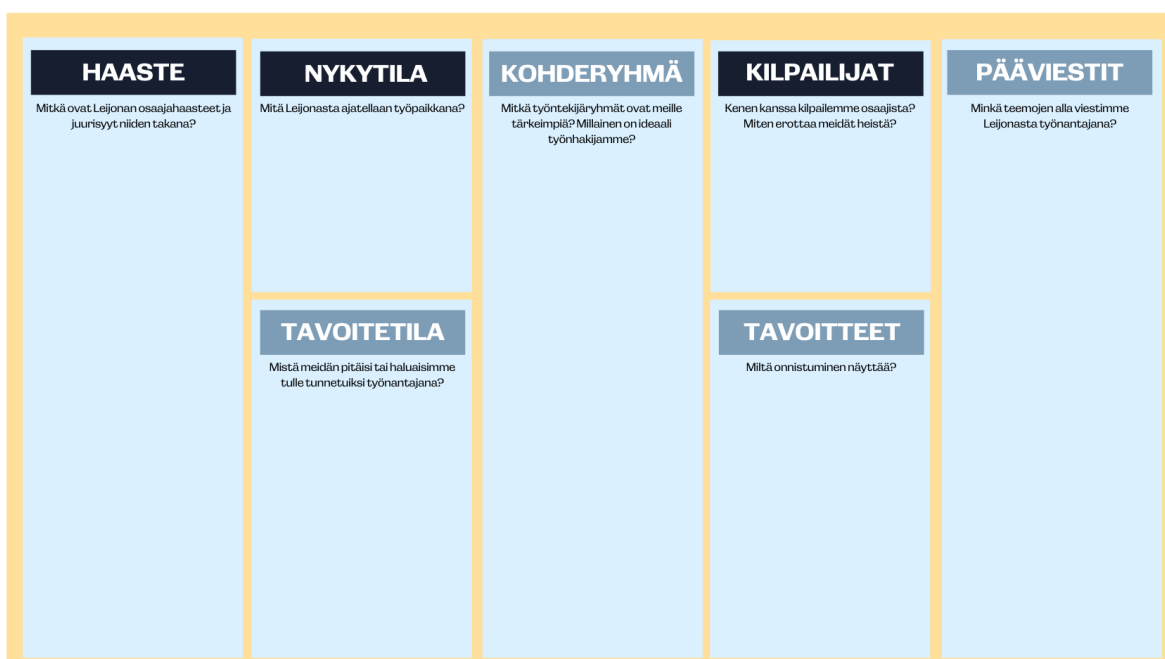 HAASTE
Mitkä ovat Leijonan osaajahaasteet ja
juurisyyt niiden takana?
NYKYTILA
Mitä Leijonasta ajatellaan työpaikkana?
TAVOITETILA
Mistä meidän pitäisi tai haluaisimme
tulle tunnetuiksi työnantajana?
KOHDERYHMÄ
Mitkä työntekijäryhmät ovat meille
tärkeimpiä? Millainen on ideaali
työnhakijamme?
KILPAILIJAT
Kenen kanssa kilpailemme osaajista?
Miten erottaa meidät heistä?
TAVOITTEET
Miltä onnistuminen näyttää?
PÄÄVIESTIT
Minkä teemojen alla viestimme
Leijonasta työnantajana?